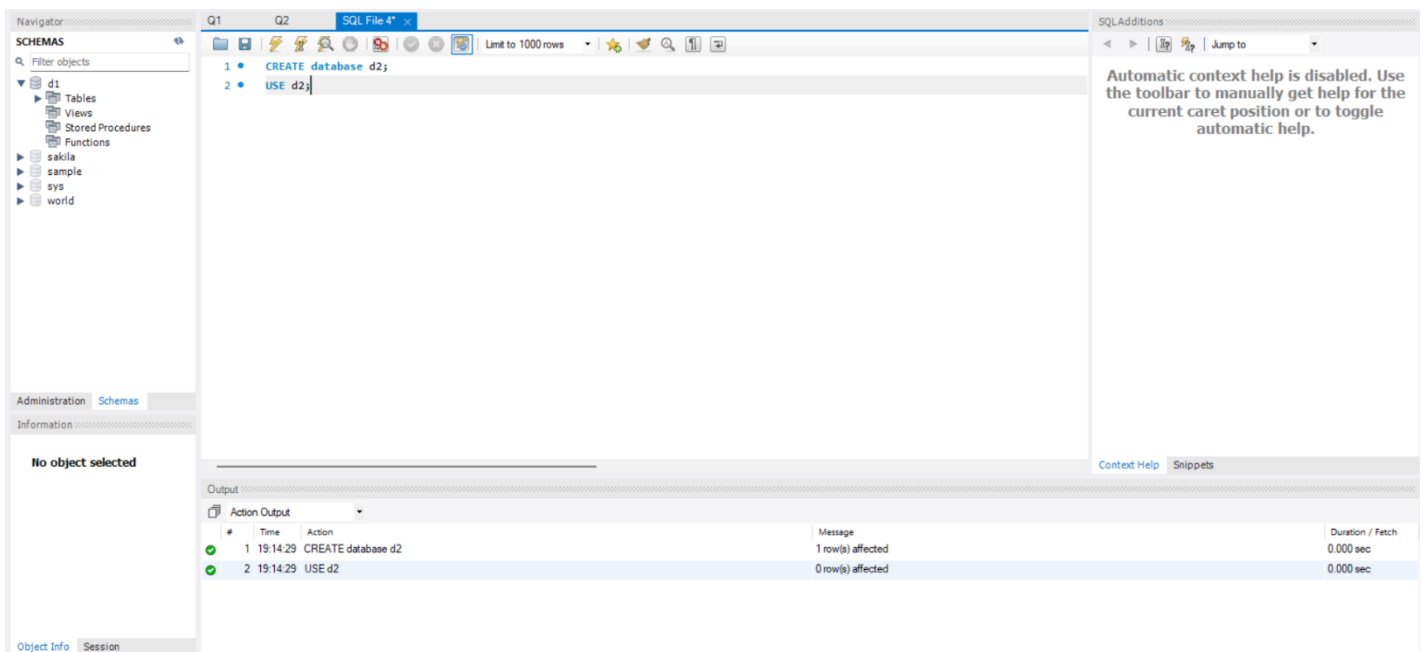 Navigator
SCHEMAS
Filter objects
d1
Tables
Views
Stored Procedures
Functions
sakila
sample
sys
world
Administration Schemas
Information
No object selected
Object Info Session
Q1 Q2 SQL File 4*
Limit to 1000 rows
1 CREATE database d2;
2 USE d2;
Output
Action Output
# Time Action Message Duration / Fetch
1 19:14:29 CREATE database d2 1 row(s) affected 0.000 sec
2 19:14:29 USE d2 0 row(s) affected 0.000 sec
SQLAdditions
Jump to
Automatic context help is disabled. Use
the toolbar to manually get help for the
current caret position or to toggle
automatic help.
Context Help Snippets